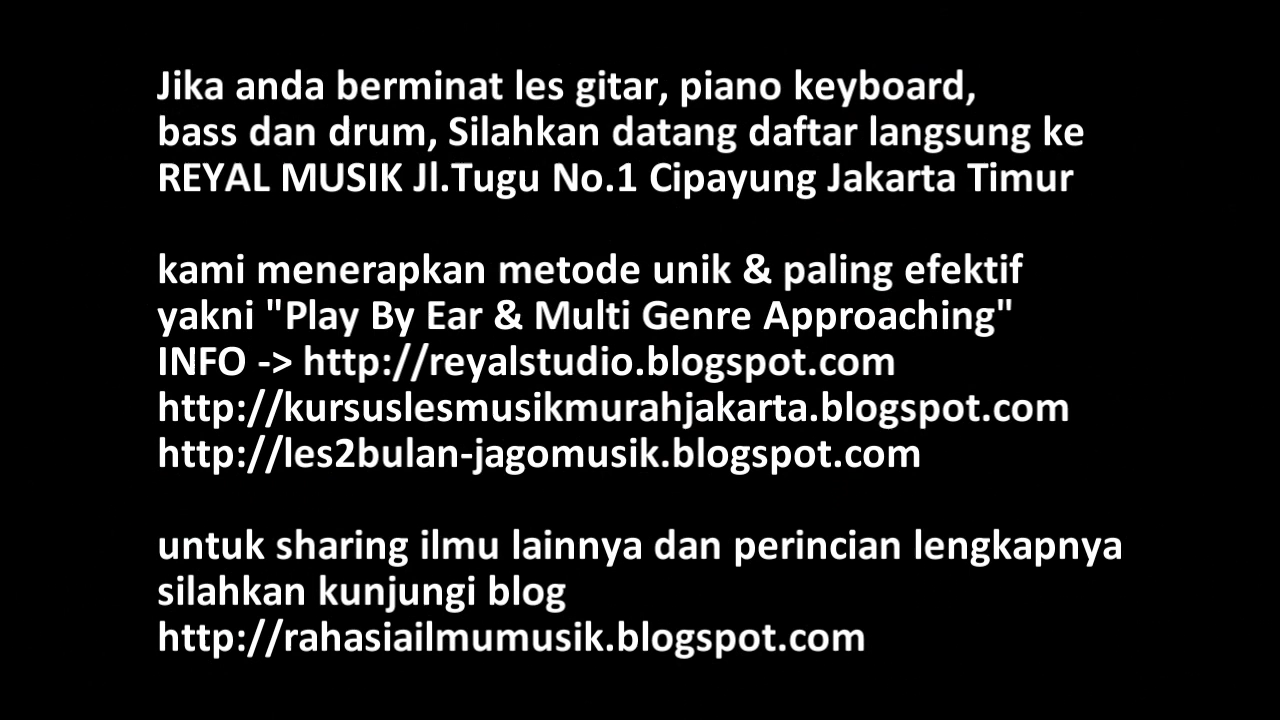 Jika anda berminat les gitar, piano keyboard,
bass dan drum, Silahkan datang daftar langsung ke
REYAL MUSIK Jl.Tugu No.1 Cipayung Jakarta Timur
kami menerapkan metode unik & paling efektif
yakni "Play By Ear & Multi Genre Approaching"
INFO -> http://reyalstudio.blogspot.com
http://kursuslesmusikmurahjakarta.blogspot.com
http://les2bulan-jagomusik.blogspot.com
untuk sharing ilmu lainnya dan perincian lengkapnya
silahkan kunjungi blog
http://rahasiailmumusik.blogspot.com